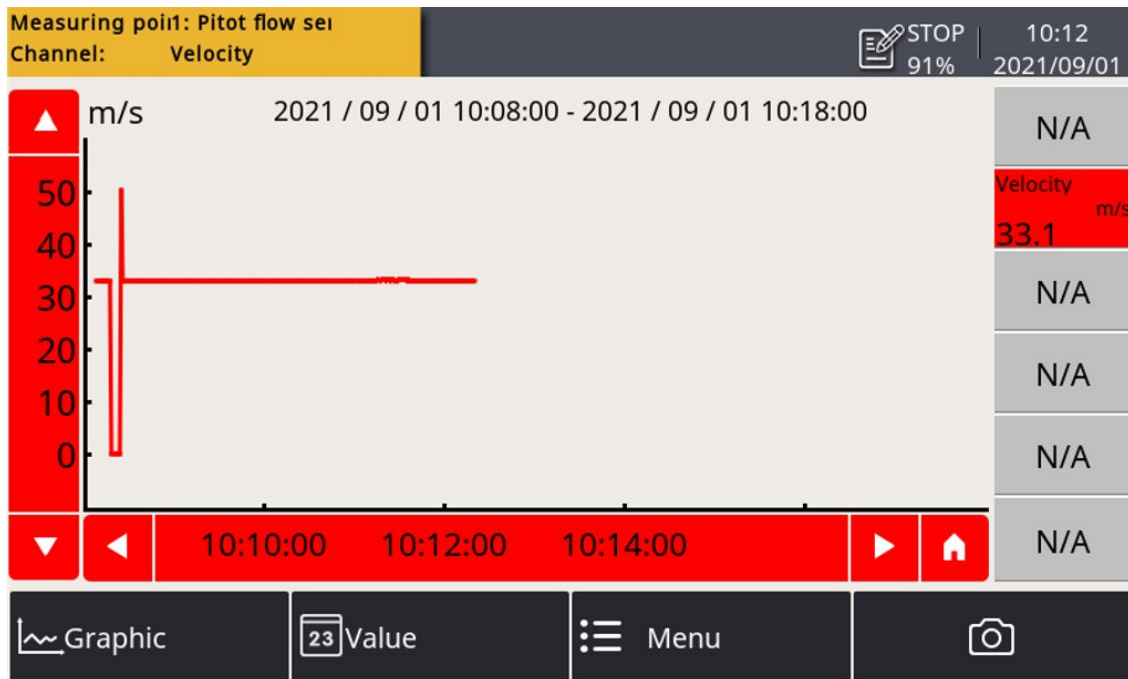 Measuring poi1: Pitot flow sei
Channel: Velocity
STOP
91%
10:12
2021/09/01
m/s
2021 / 09 / 01 10:08:00 - 2021 / 09 / 01 10:18:00
50
40
30
20
10
0
10:10:00 10:12:00 10:14:00
N/A
Velocity
m/s
33.1
N/A
N/A
N/A
N/A
Graphic
23 Value
Menu